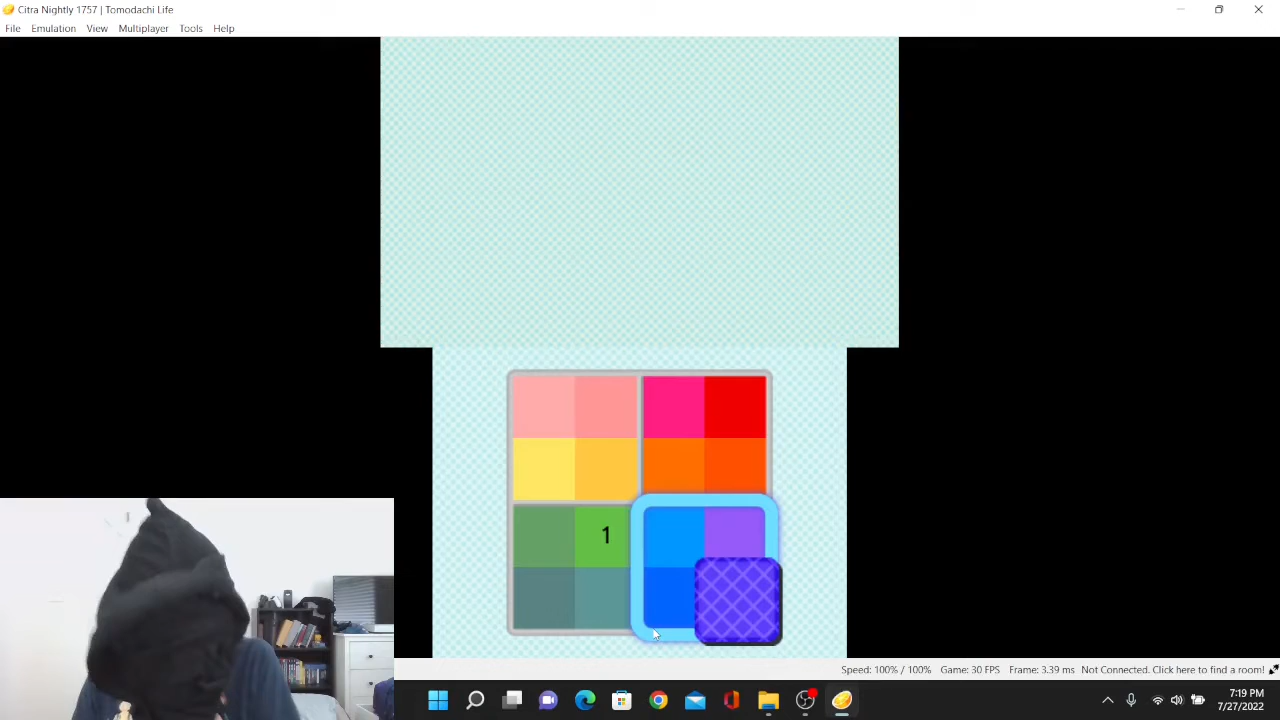 Citra Nightly 1757 | Tomodachi Life
File Emulation View Multiplayer Tools Help
1
Speed: 100% / 100% Game: 30 FPS Frame: 3.39 ms Not Connected. Click here to find a room!
7:19 PM
7/27/2022